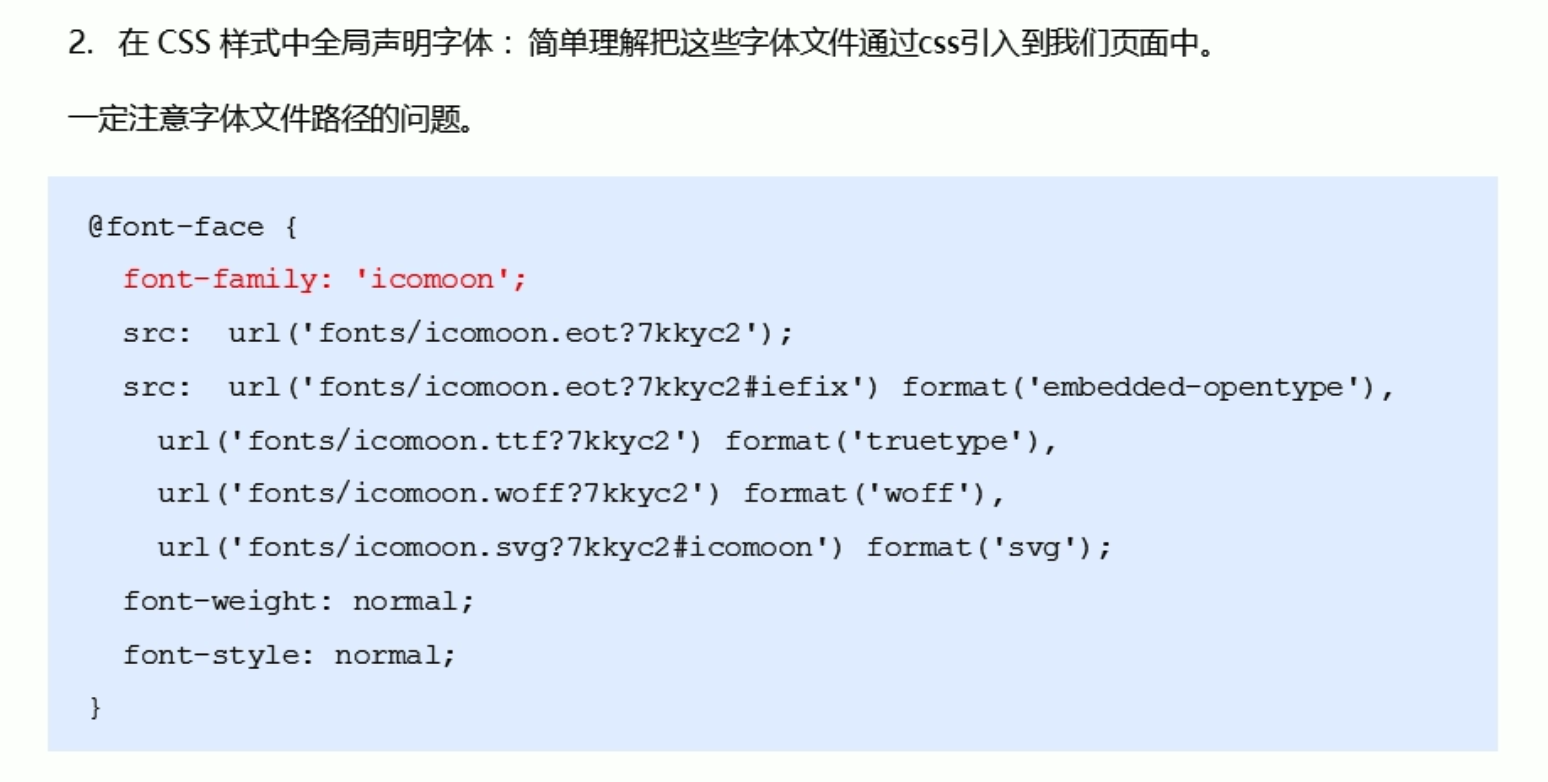 2. 在 CSS 样式中全局声明字体： 简单理解把这些字体文件通过css引入到我们页面中。
一定注意字体文件路径的问题。
@font-face {
  font-family: 'icomoon';
  src:  url('fonts/icomoon.eot?7kkyc2');
  src:  url('fonts/icomoon.eot?7kkyc2#iefix') format('embedded-opentype'),
    url('fonts/icomoon.ttf?7kkyc2') format('truetype'),
    url('fonts/icomoon.woff?7kkyc2') format('woff'),
    url('fonts/icomoon.svg?7kkyc2#icomoon') format('svg');
  font-weight: normal;
  font-style: normal;
}